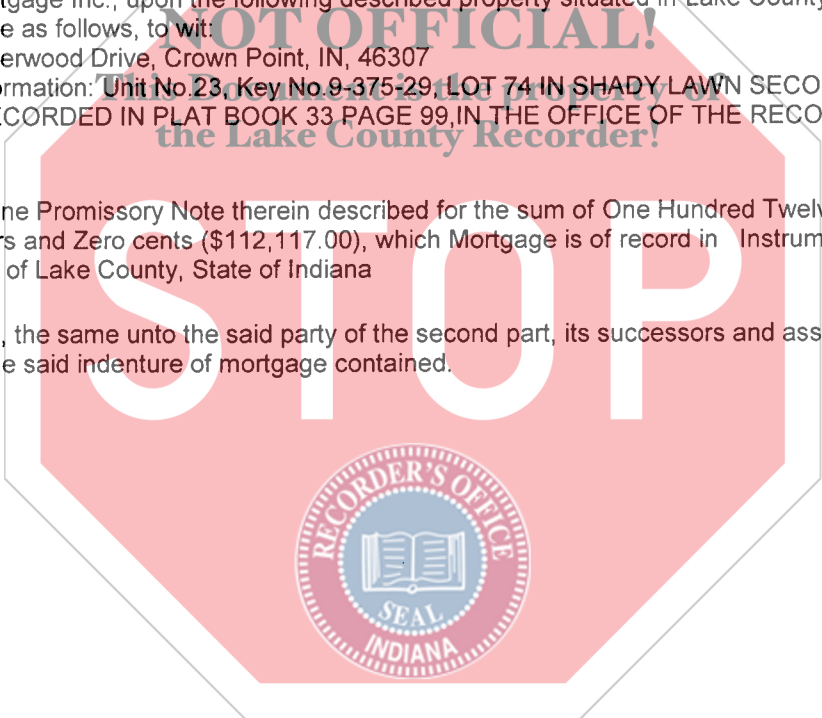 tgage Inc., upon the following described property situated in Lake County
e as follows, to wit:
NOT OFFICIAL!
erwood Drive, Crown Point, IN, 46307
rmation: Unit No.23, Key No.9-375-29, LOT 74 IN SHADY LAWN SECO
This Document is the property of
CORDED IN PLAT BOOK 33 PAGE 99,IN THE OFFICE OF THE RECO
the Lake County Recorder!
ne Promissory Note therein described for the sum of One Hundred Twelv
rs and Zero cents ($112,117.00), which Mortgage is of record in Instrum
of Lake County, State of Indiana
, the same unto the said party of the second part, its successors and ass
e said indenture of mortgage contained.
STOP
RECORDER'S OFFICE
SEAL
INDIANA